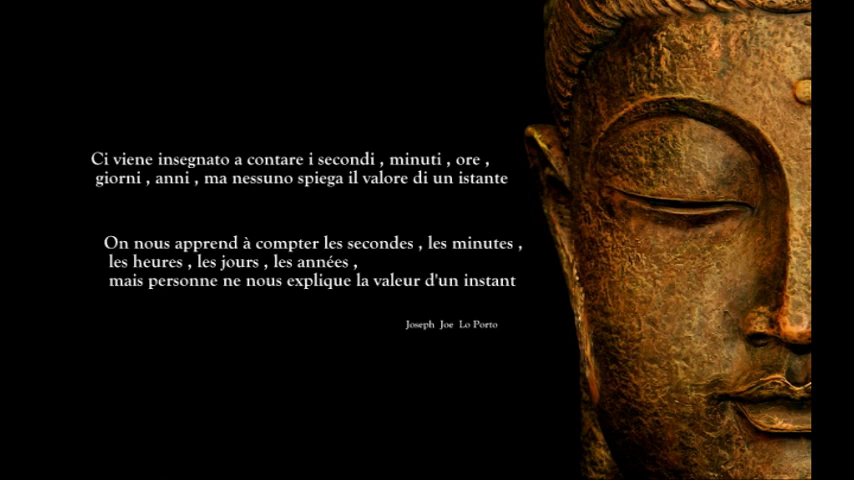 Ci viene insegnato a contare i secondi , minuti , ore ,
giorni , anni , ma nessuno spiega il valore di un istante
On nous apprend à compter les secondes , les minutes ,
les heures , les jours , les années ,
mais personne ne nous explique la valeur d'un instant
Joseph Joe Lo Porto